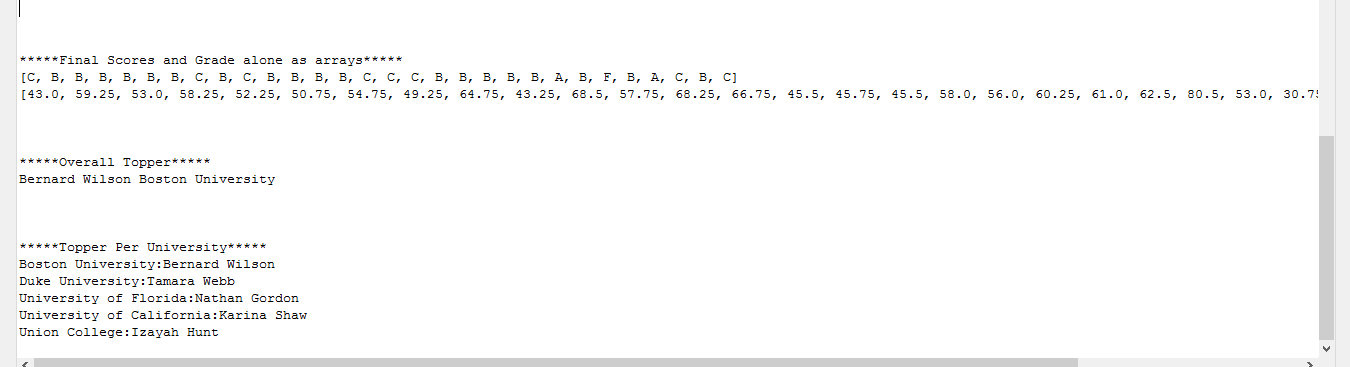 *****Final Scores and Grade alone as arrays*****
[C, B, B, B, B, B, B, C, B, C, B, B, B, B, C, C, C, B, B, B, B, B, A, B, F, B, A, C, B, C]
[43.0, 59.25, 53.0, 58.25, 52.25, 50.75, 54.75, 49.25, 64.75, 43.25, 68.5, 57.75, 68.25, 66.75, 45.5, 45.75, 45.5, 58.0, 56.0, 60.25, 61.0, 62.5, 80.5, 53.0, 30.75
*****Overall Topper*****
Bernard Wilson Boston University
*****Topper Per University*****
Boston University:Bernard Wilson
Duke University:Tamara Webb
University of Florida:Nathan Gordon
University of California:Karina Shaw
Union College:Izayah Hunt